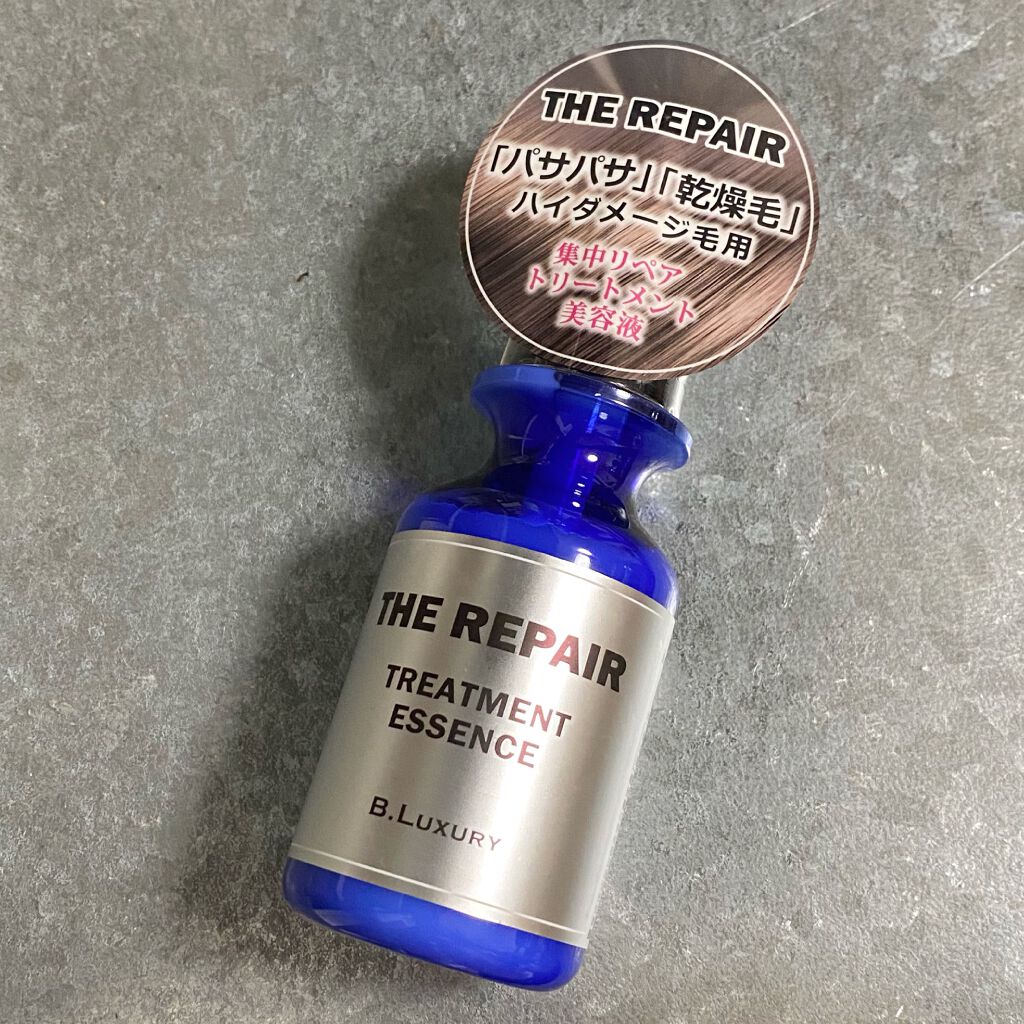 THE REPAIR
「パサパサ」「乾燥毛」
ハイダメージ毛用
集中リペア
トリートメント
美容液
THE REPAIR
TREATMENT
ESSENCE
B.LUXURY